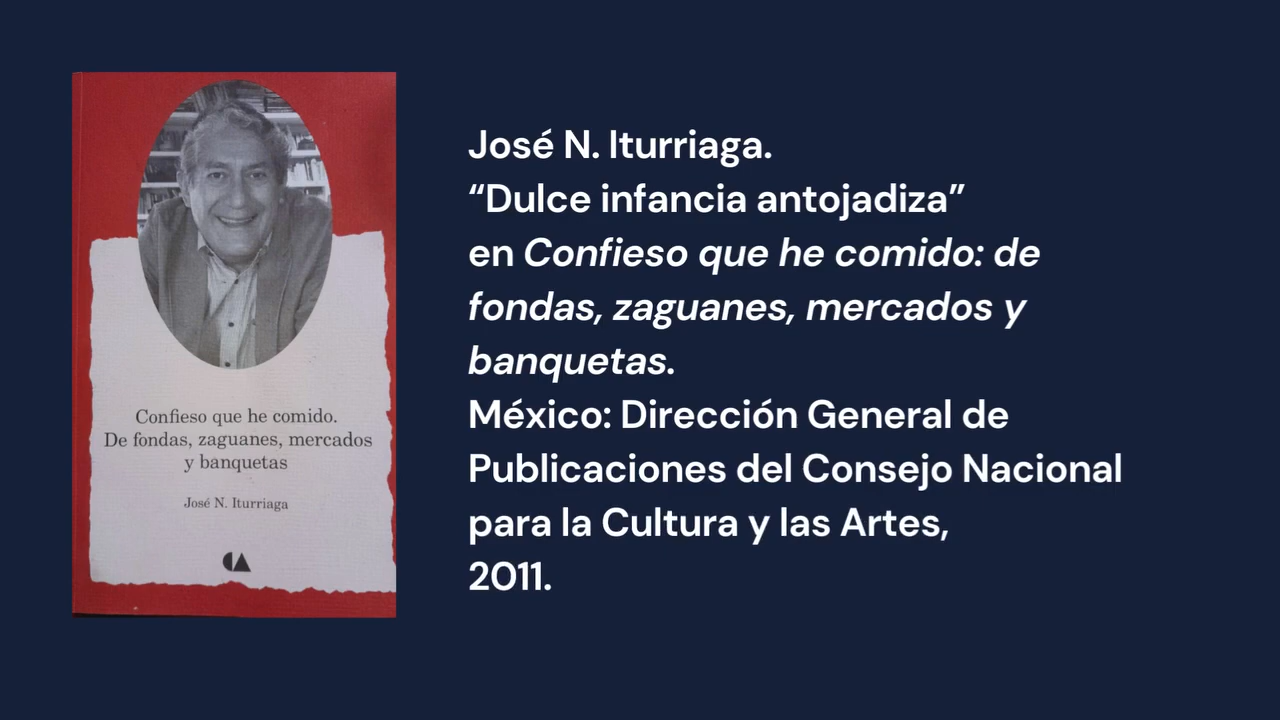 Confieso que he comido.
De fondas, zaguanes, mercados
y banquetas
José N. Iturriaga
CA
José N. Iturriaga.
“Dulce infancia antojadiza”
en Confieso que he comido: de
fondas, zaguanes, mercados y
banquetas.
México: Dirección General de
Publicaciones del Consejo Nacional
para la Cultura y las Artes,
2011.